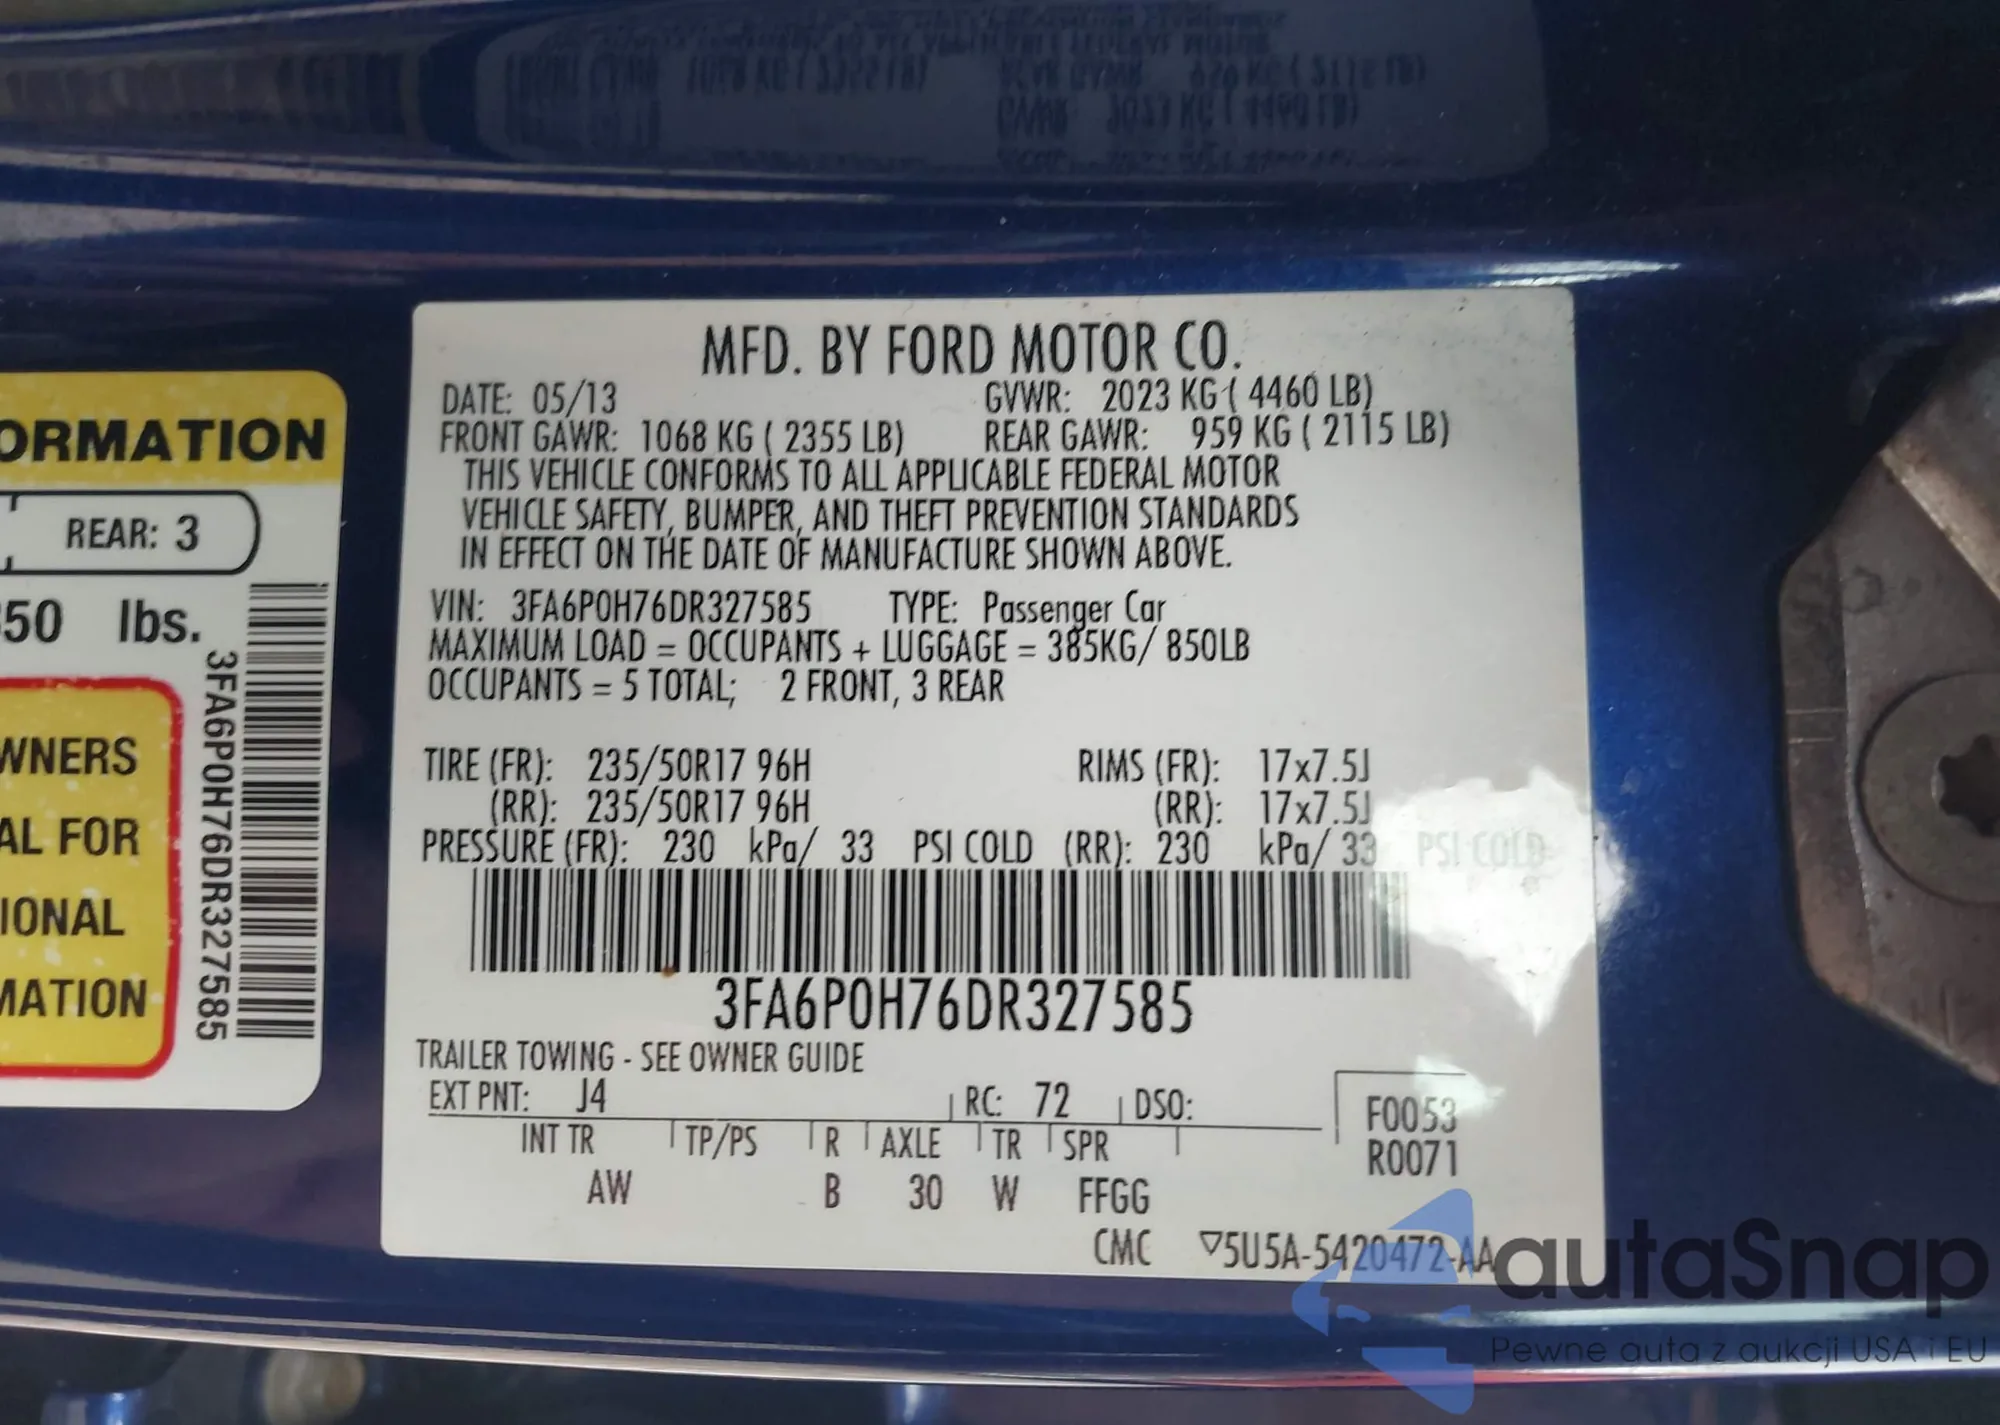 MFD. BY FORD MOTOR CO.
DATE: 05/13 GVWR: 2023 KG ( 4460 LB)
FRONT GAWR: 1068 KG ( 2355 LB) REAR GAWR: 959 KG ( 2115 LB)
THIS VEHICLE CONFORMS TO ALL APPLICABLE FEDERAL MOTOR
VEHICLE SAFETY, BUMPER, AND THEFT PREVENTION STANDARDS
IN EFFECT ON THE DATE OF MANUFACTURE SHOWN ABOVE.
VIN: 3FA6P0H76DR327585 TYPE: Passenger Car
MAXIMUM LOAD = OCCUPANTS + LUGGAGE = 385KG/ 850LB
OCCUPANTS = 5 TOTAL; 2 FRONT, 3 REAR
TIRE (FR): 235/50R17 96H RIMS (FR): 17x7.5J
(RR): 235/50R17 96H (RR): 17x7.5J
PRESSURE (FR): 230 kPa/ 33 PSI COLD (RR): 230 kPa/ 33 PSI COLD
3FA6P0H76DR327585
TRAILER TOWING - SEE OWNER GUIDE
EXT PNT: J4 RC: 72 DSO:
F0053
R0071
INT TR TP/PS R AXLE TR SPR
AW B 30 W FFGG
CMC ▽5U5A-5420472-AA
ORMATION
REAR: 3
50 lbs.
3FA6P0H76DR327585
WNERS
AL FOR
IONAL
MATION
autaSnap
Pewne auta z aukcji USA i EU